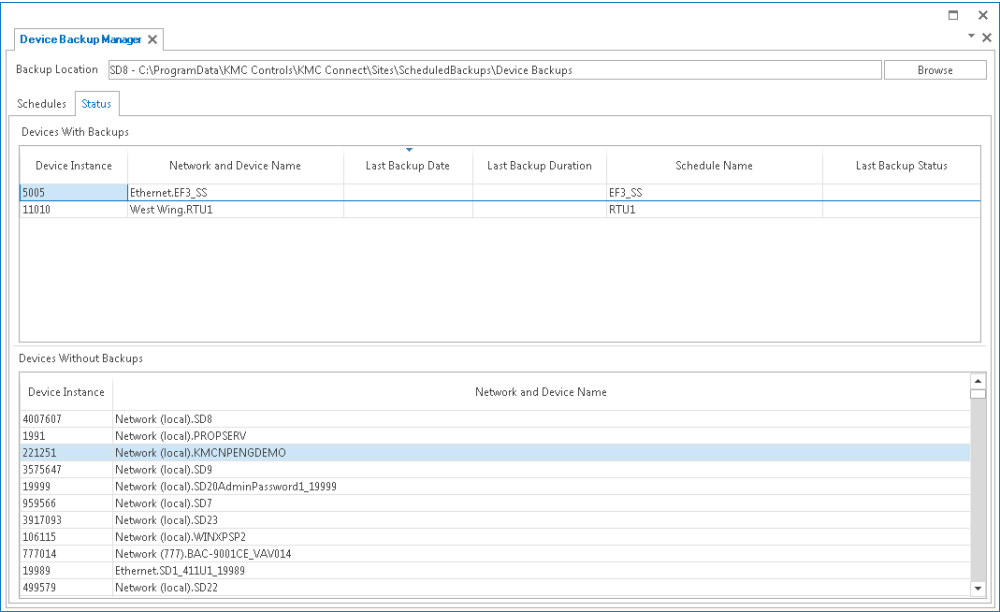 Device Backup Manager
Backup Location SD8 - C:\ProgramData\KMC Controls\KMC Connect\Sites\ScheduledBackups\Device Backups Browse
Schedules Status
Devices With Backups
Device Instance Network and Device Name Last Backup Date Last Backup Duration Schedule Name Last Backup Status
5005 Ethernet.EF3_SS EF3_SS
11010 West Wing.RTU1 RTU1
Devices Without Backups
Device Instance Network and Device Name
4007607 Network (local).SD8
1991 Network (local).PROPSERV
221251 Network (local).KMCNPENGDEMO
3575647 Network (local).SD9
19999 Network (local).SD20AdminPassword1_19999
959566 Network (local).SD7
3917093 Network (local).SD23
106115 Network (local).WINXPSP2
777014 Network (777).BAC-9001CE_VAV014
19989 Ethernet.SD1_411U1_19989
499579 Network (local).SD22